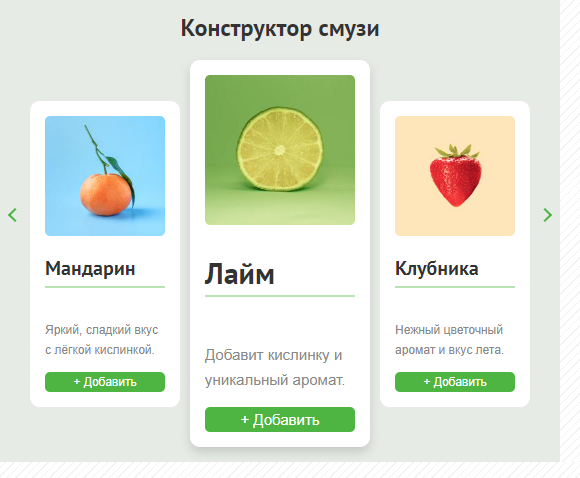 Конструктор смузи
Мандарин
Яркий, сладкий вкус
с лёгкой кислинкой.
+ Добавить
Лайм
Добавит кислинку и
уникальный аромат.
+ Добавить
Клубника
Нежный цветочный
аромат и вкус лета.
+ Добавить